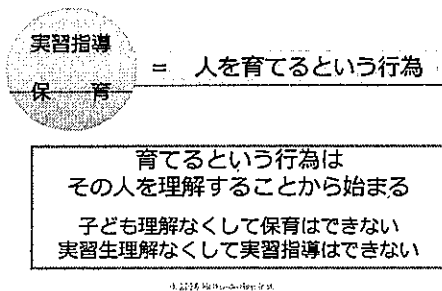 実習指導
保 育
= 人を育てるという行為
育てるという行為は
その人を理解することから始まる
子ども理解なくして保育はできない
実習生理解なくして実習指導はできない